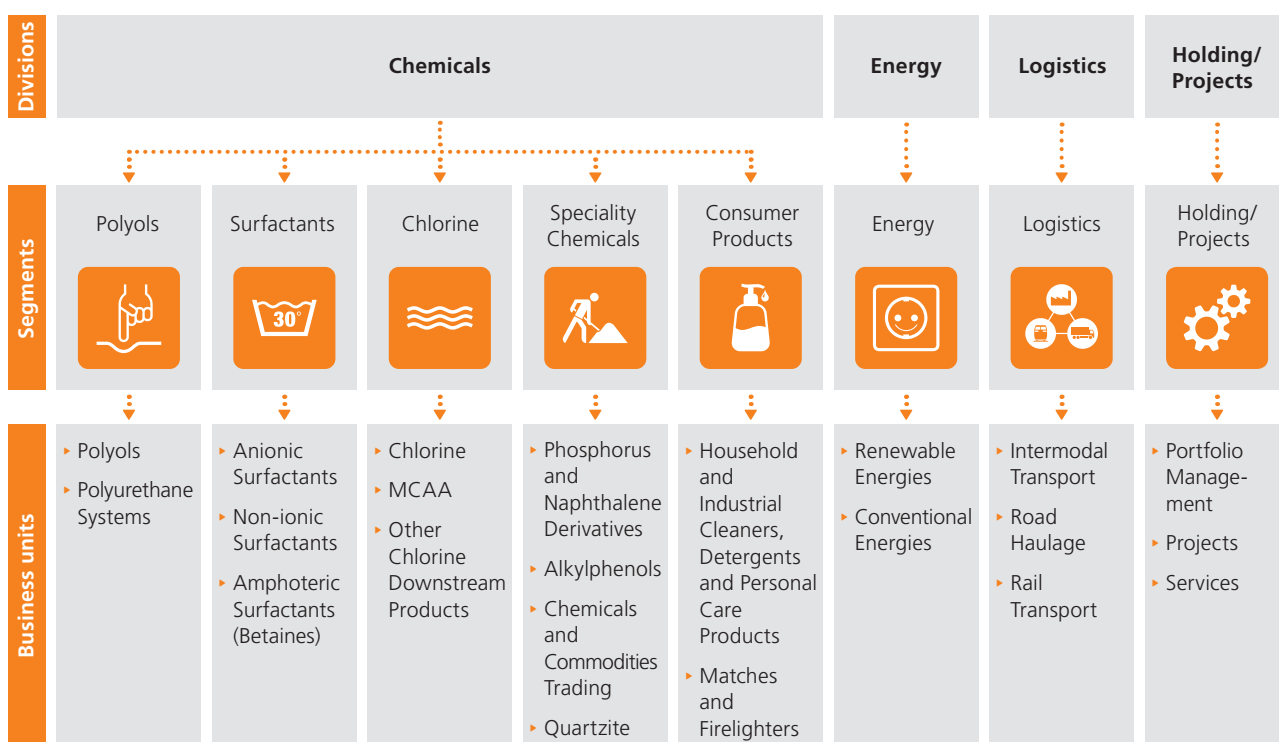 Divisions
Chemicals
Energy
Logistics
Holding/
Projects
Segments
Polyols
Surfactants
30°
Chlorine
Speciality
Chemicals
Consumer
Products
Energy
Logistics
Holding/
Projects
Business units
Polyols
Polyurethane
Systems
Anionic
Surfactants
Non-ionic
Surfactants
Amphoteric
Surfactants
(Betaines)
Chlorine
MCAA
Other
Chlorine
Downstream
Products
Phosphorus
and
Naphthalene
Derivatives
Alkylphenols
Chemicals
and
Commodities
Trading
Quartzite
Household
and
Industrial
Cleaners,
Detergents
and Personal
Care
Products
Matches
and
Firelighters
Renewable
Energies
Conventional
Energies
Intermodal
Transport
Road
Haulage
Rail
Transport
Portfolio
Manage-
ment
Projects
Services